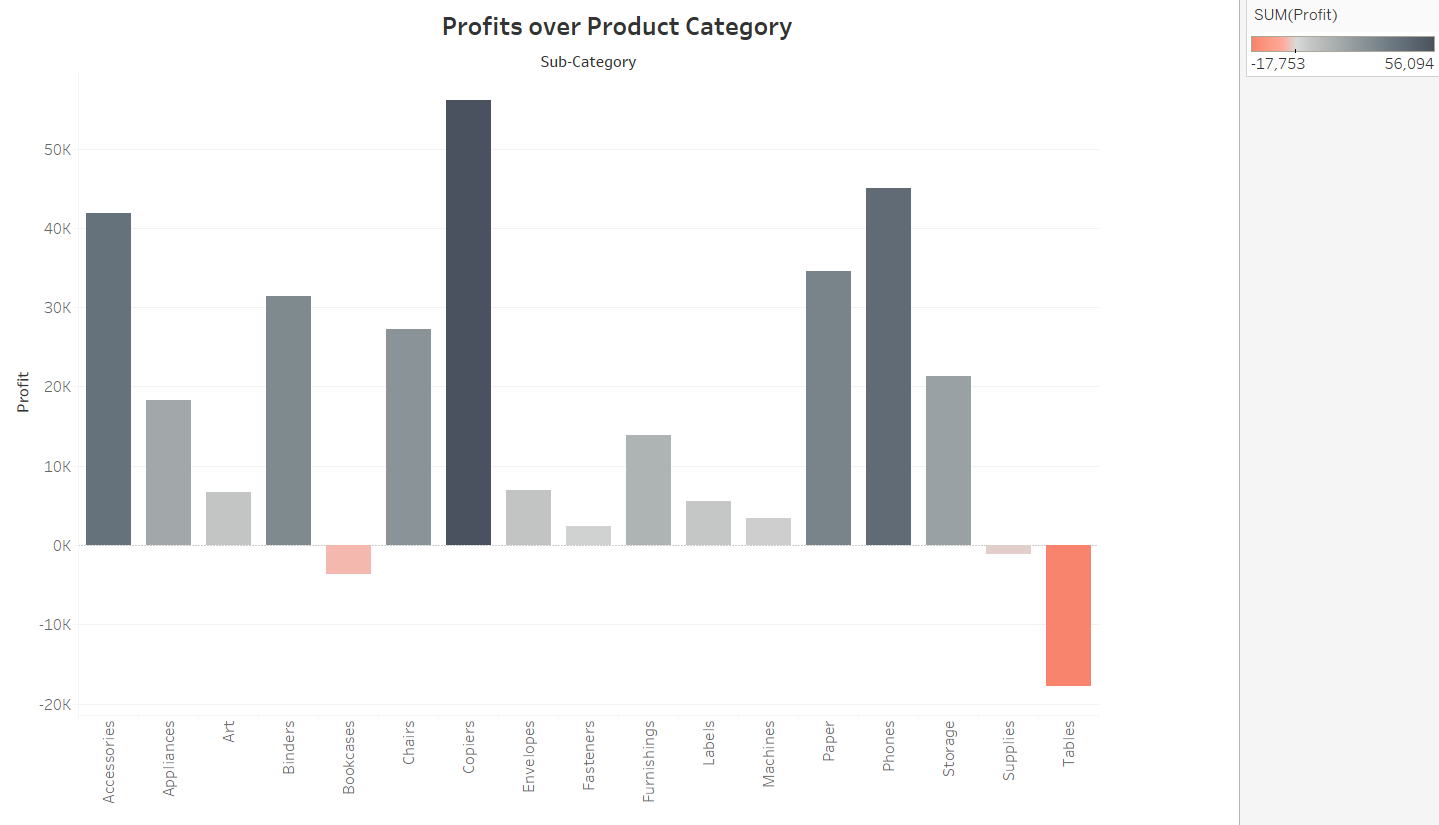 Profits over Product Category
Sub-Category
SUM(Profit)
-17,753 56,094
Profit
50K
40K
30K
20K
10K
0K
-10K
-20K
Accessories
Appliances
Art
Binders
Bookcases
Chairs
Copiers
Envelopes
Fasteners
Furnishings
Labels
Machines
Paper
Phones
Storage
Supplies
Tables